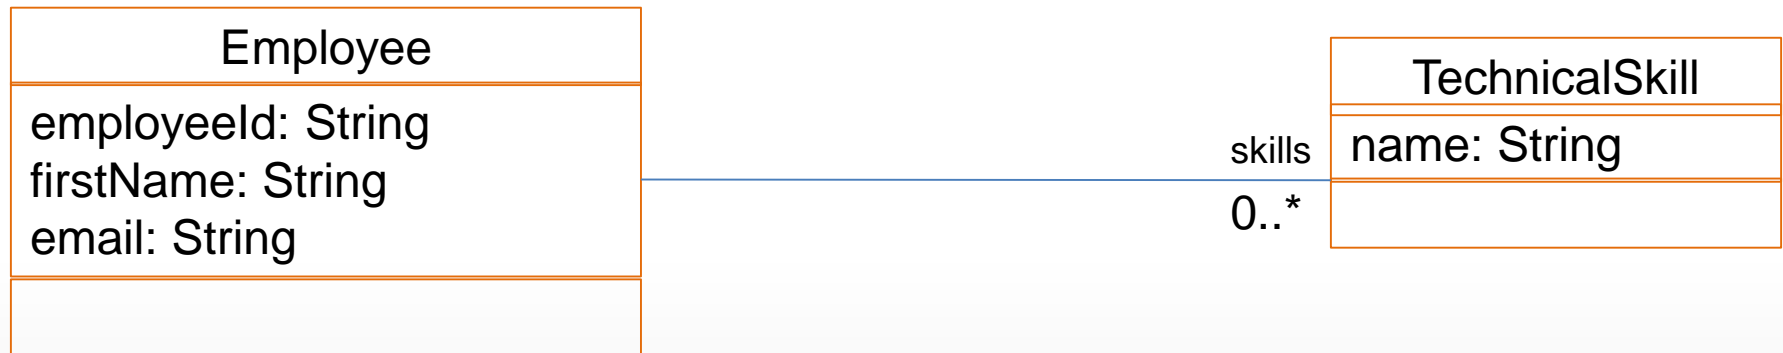 Employee
employeeId: String
firstName: String
email: String
skills
0..*
TechnicalSkill
name: String